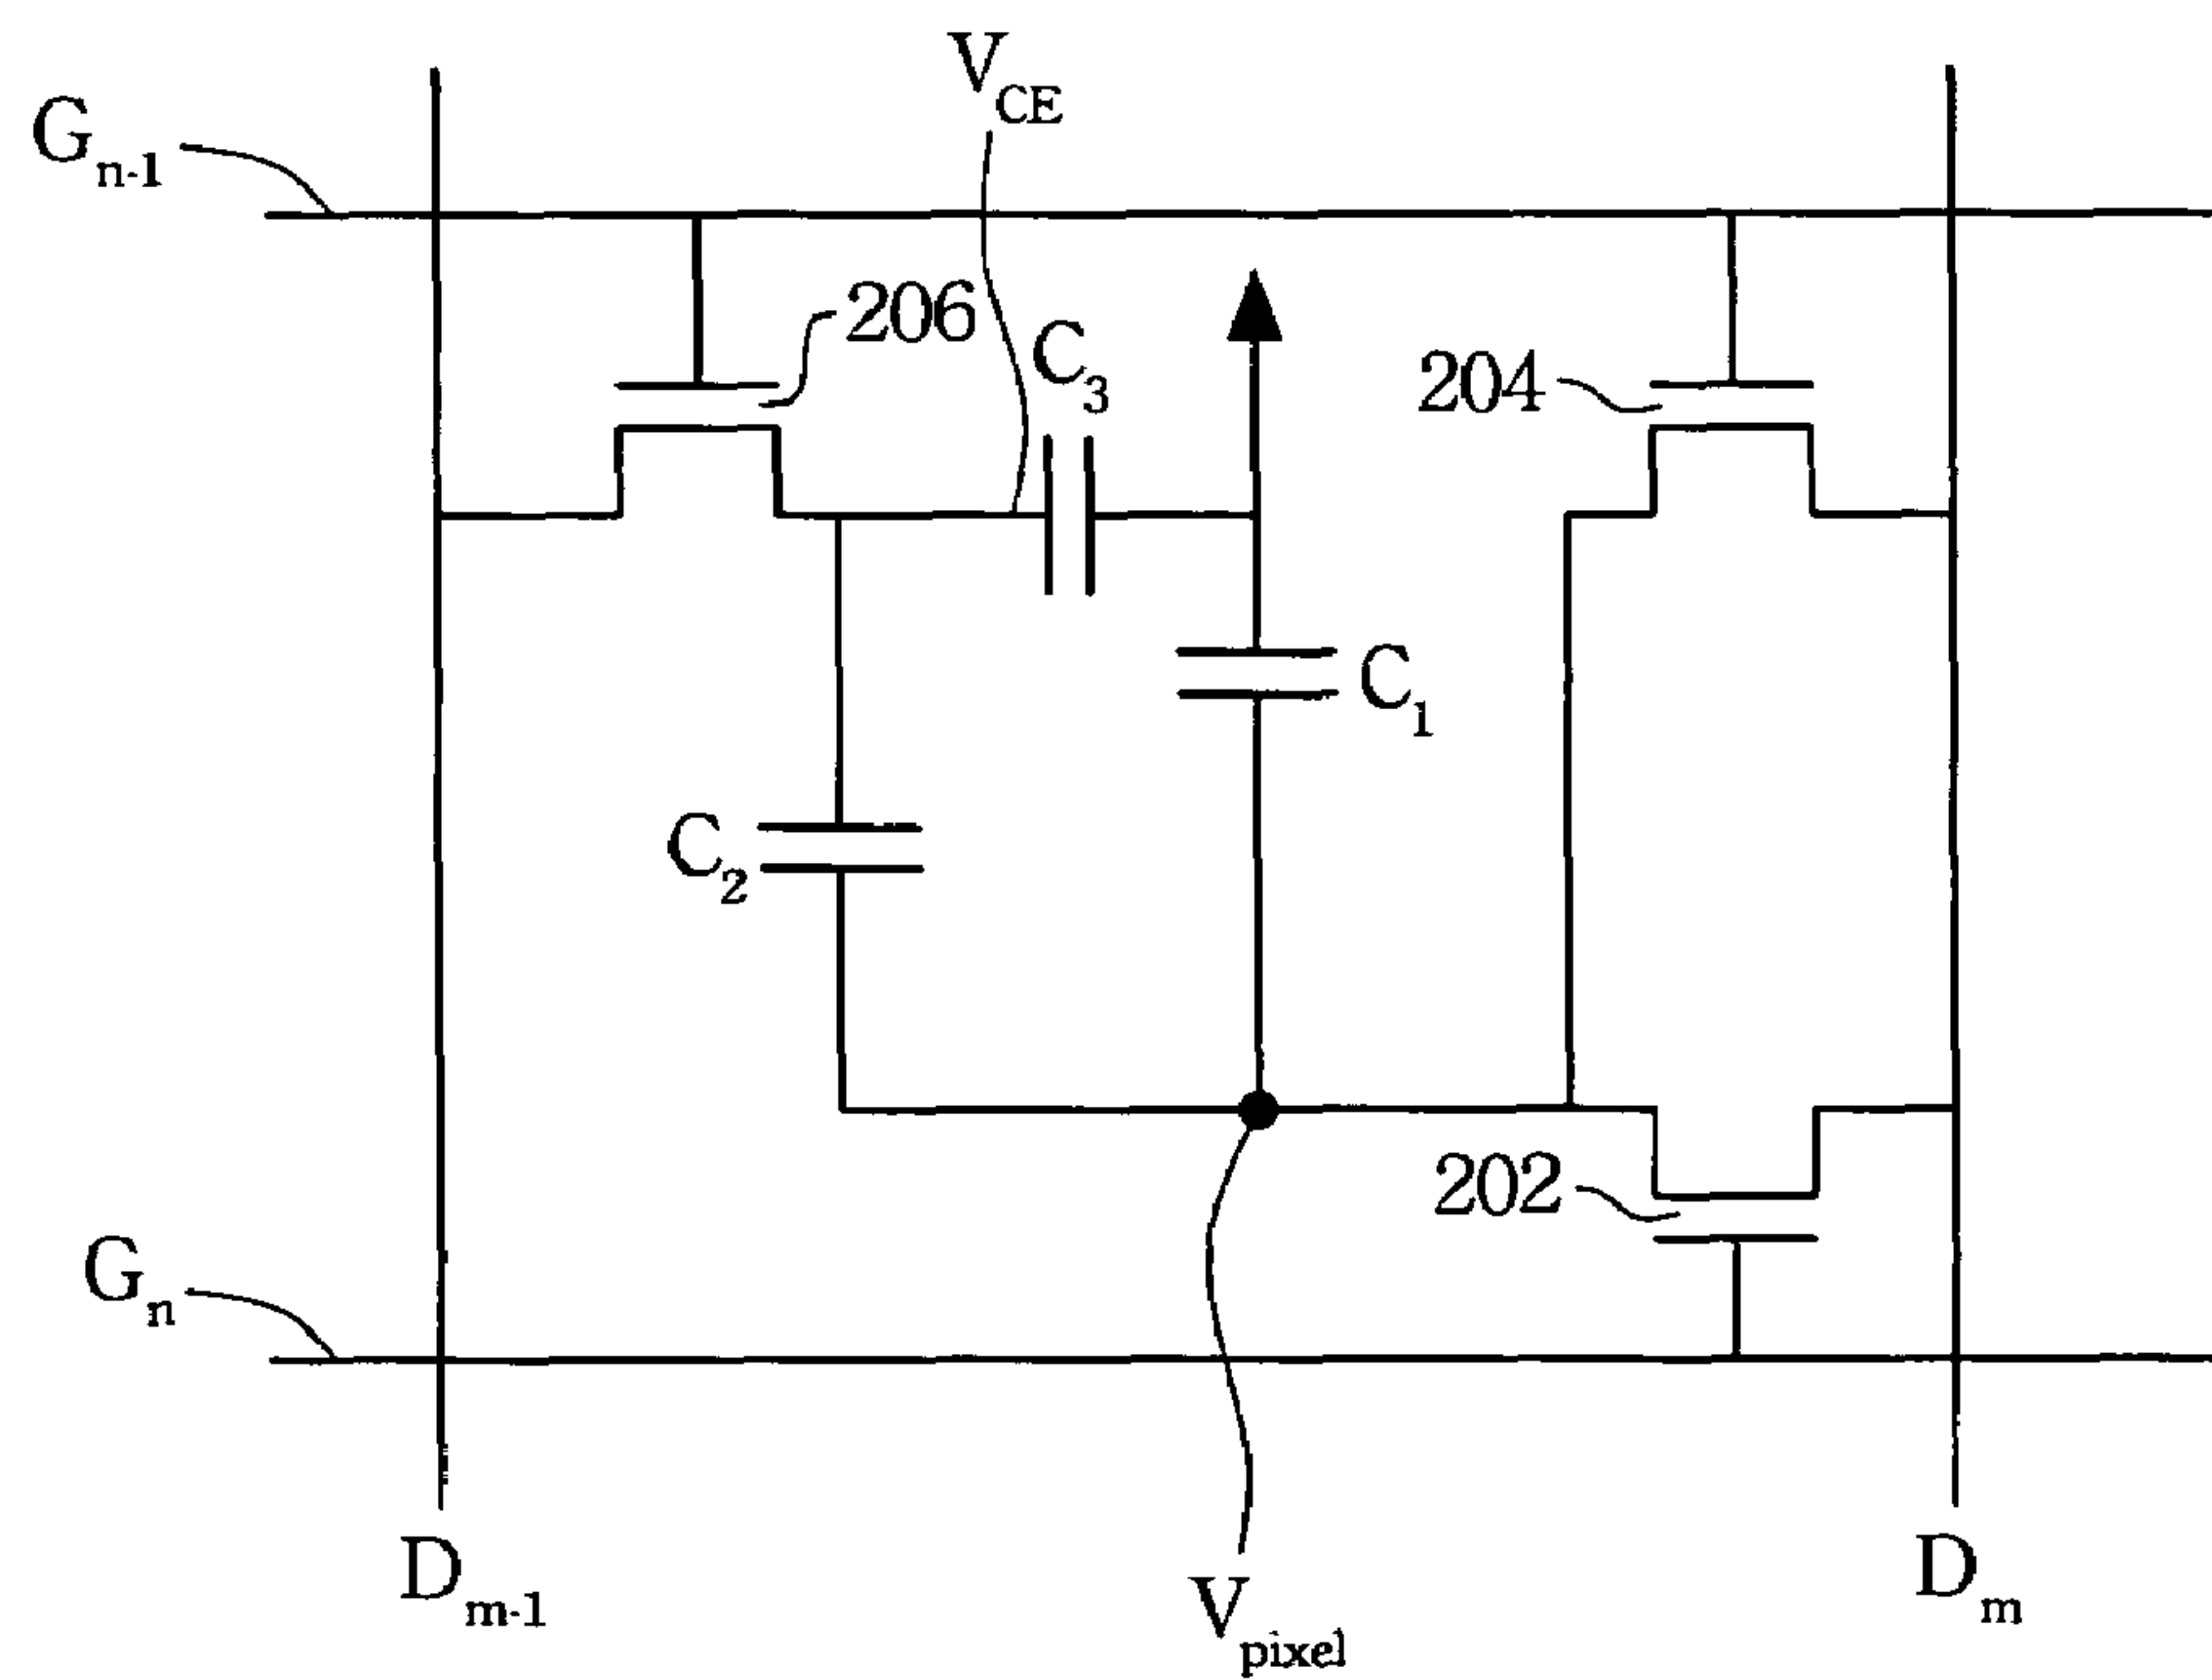 V_CE
G_n-1
206
C_3
204
C_1
C_2
202
G_n
D_m-1
D_m
V_pixel